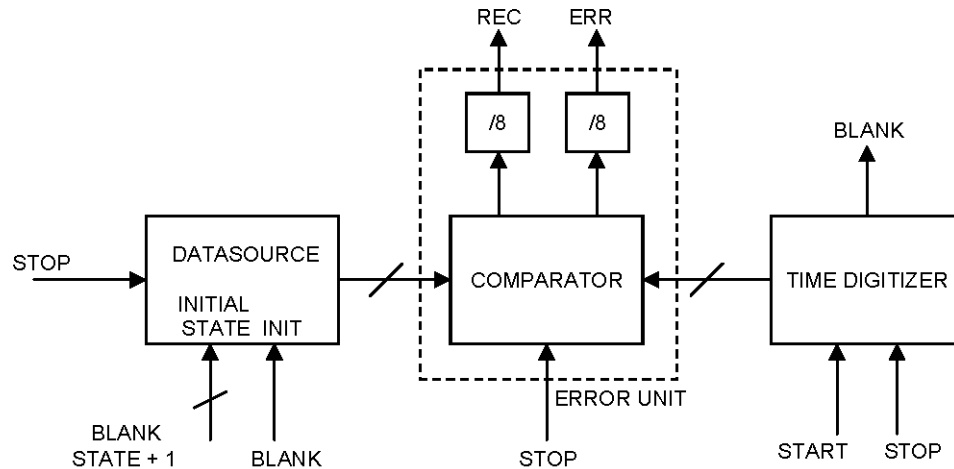 REC
ERR
/8
/8
BLANK
STOP
DATASOURCE
INITIAL
STATE INIT
COMPARATOR
TIME DIGITIZER
ERROR UNIT
BLANK
STATE + 1
BLANK
STOP
START
STOP